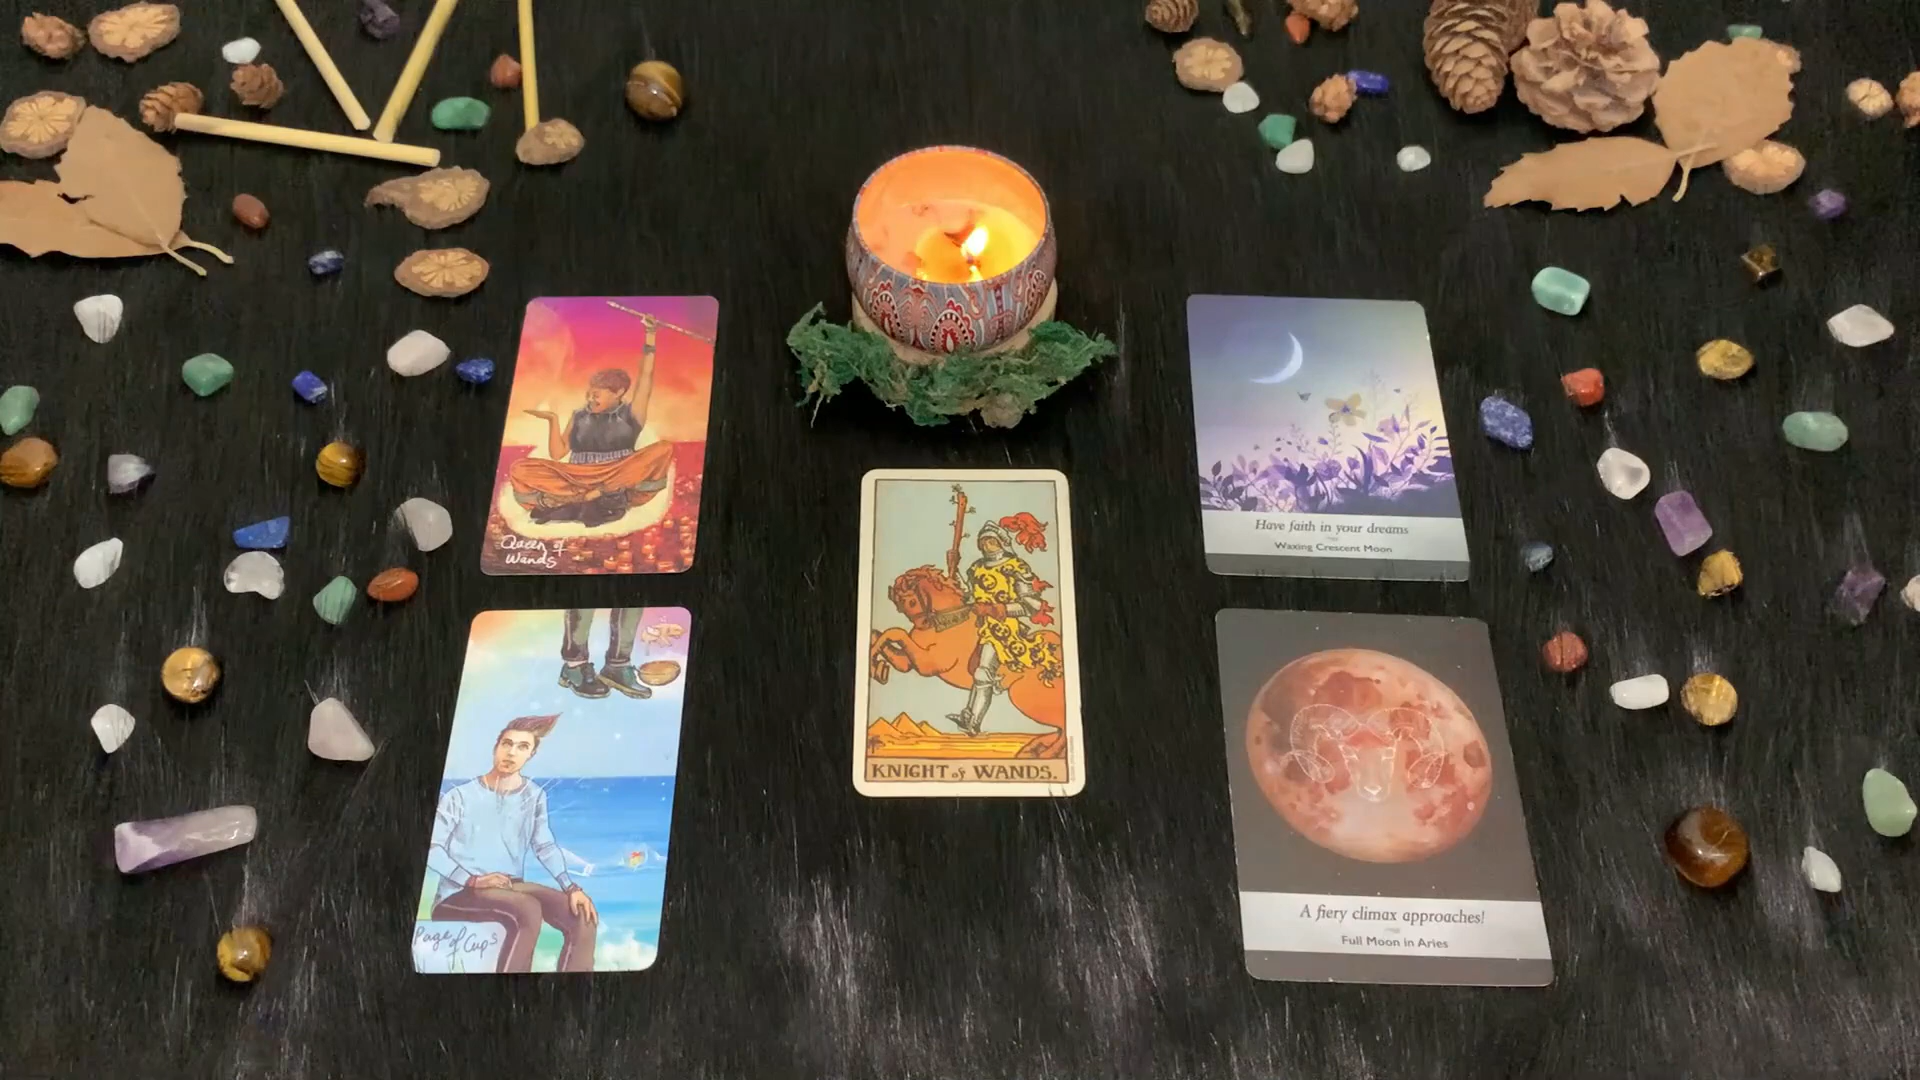 Queen of
Wands
Have faith in your dreams
Waxing Crescent Moon
KNIGHT of WANDS.
Page of Cups
A fiery climax approaches!
Full Moon in Aries